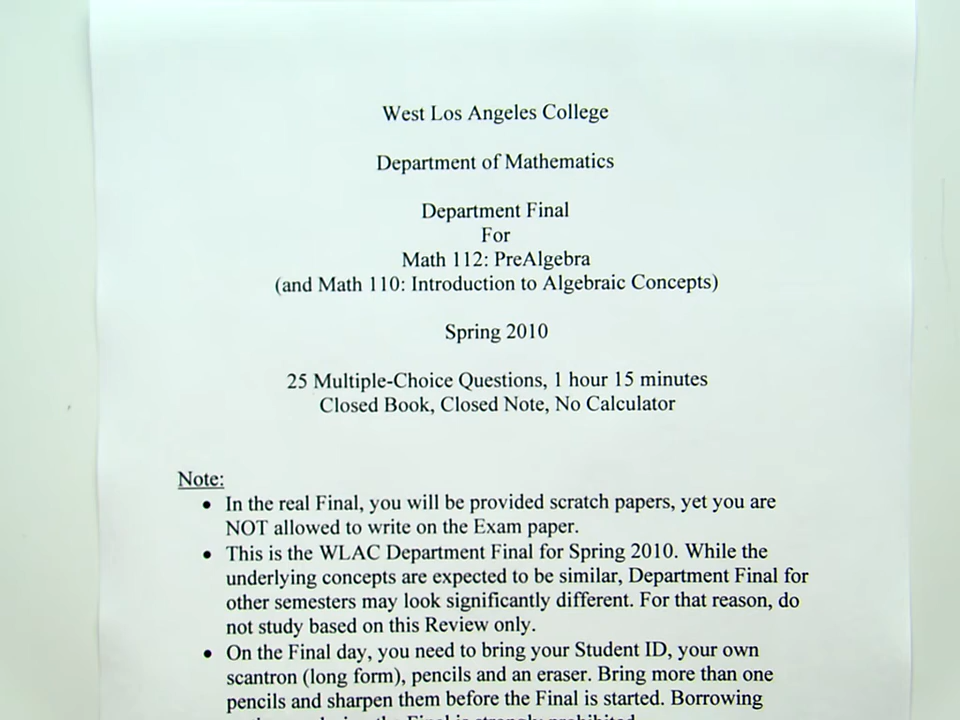 West Los Angeles College
Department of Mathematics
Department Final
For
Math 112: PreAlgebra
(and Math 110: Introduction to Algebraic Concepts)
Spring 2010
25 Multiple-Choice Questions, 1 hour 15 minutes
Closed Book, Closed Note, No Calculator
Note:
• In the real Final, you will be provided scratch papers, yet you are
NOT allowed to write on the Exam paper.
• This is the WLAC Department Final for Spring 2010. While the
underlying concepts are expected to be similar, Department Final for
other semesters may look significantly different. For that reason, do
not study based on this Review only.
• On the Final day, you need to bring your Student ID, your own
scantron (long form), pencils and an eraser. Bring more than one
pencils and sharpen them before the Final is started. Borrowing
the Final is strongly prohibited